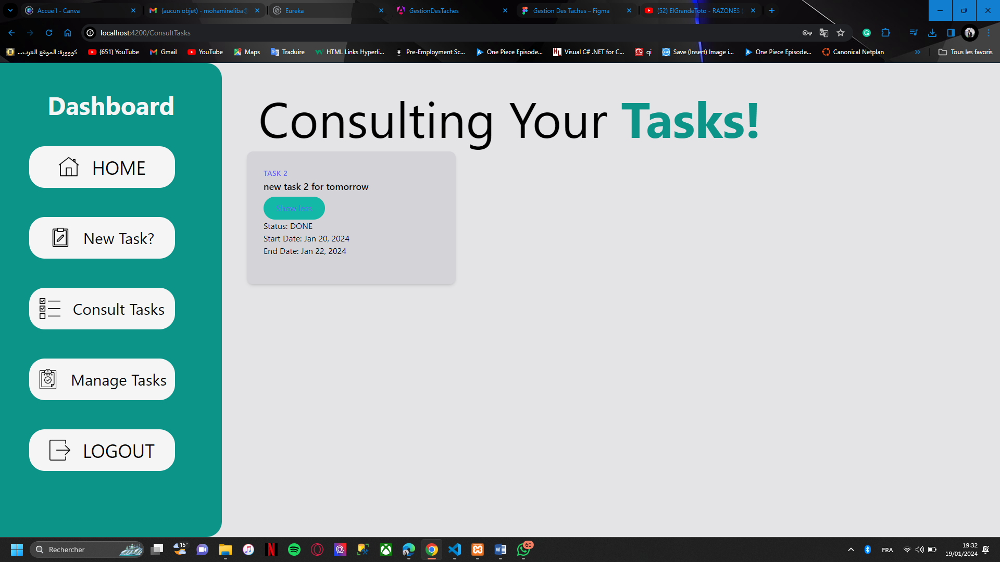 Accueil - Canva
(aucun objet) - mohamineliba@
Eureka
GestionDesTaches
Gestion Des Taches – Figma
(52) ElGrandeToto - RAZONES (
localhost:4200/ConsultTasks
كووورة: الموقع العرب...
(651) YouTube
Gmail
YouTube
Maps
Traduire
HTML Links Hyperli...
Pre-Employment Sc...
One Piece Episode...
Visual C# .NET for C...
qi
Save (Insert) Image i...
One Piece Episode...
Canonical Netplan
Tous les favoris
Dashboard
HOME
New Task?
Consult Tasks
Manage Tasks
LOGOUT
Consulting Your Tasks!
TASK 2
new task 2 for tomorrow
Show less
Status: DONE
Start Date: Jan 20, 2024
End Date: Jan 22, 2024
Rechercher
15°
60
FRA
19:32
19/01/2024